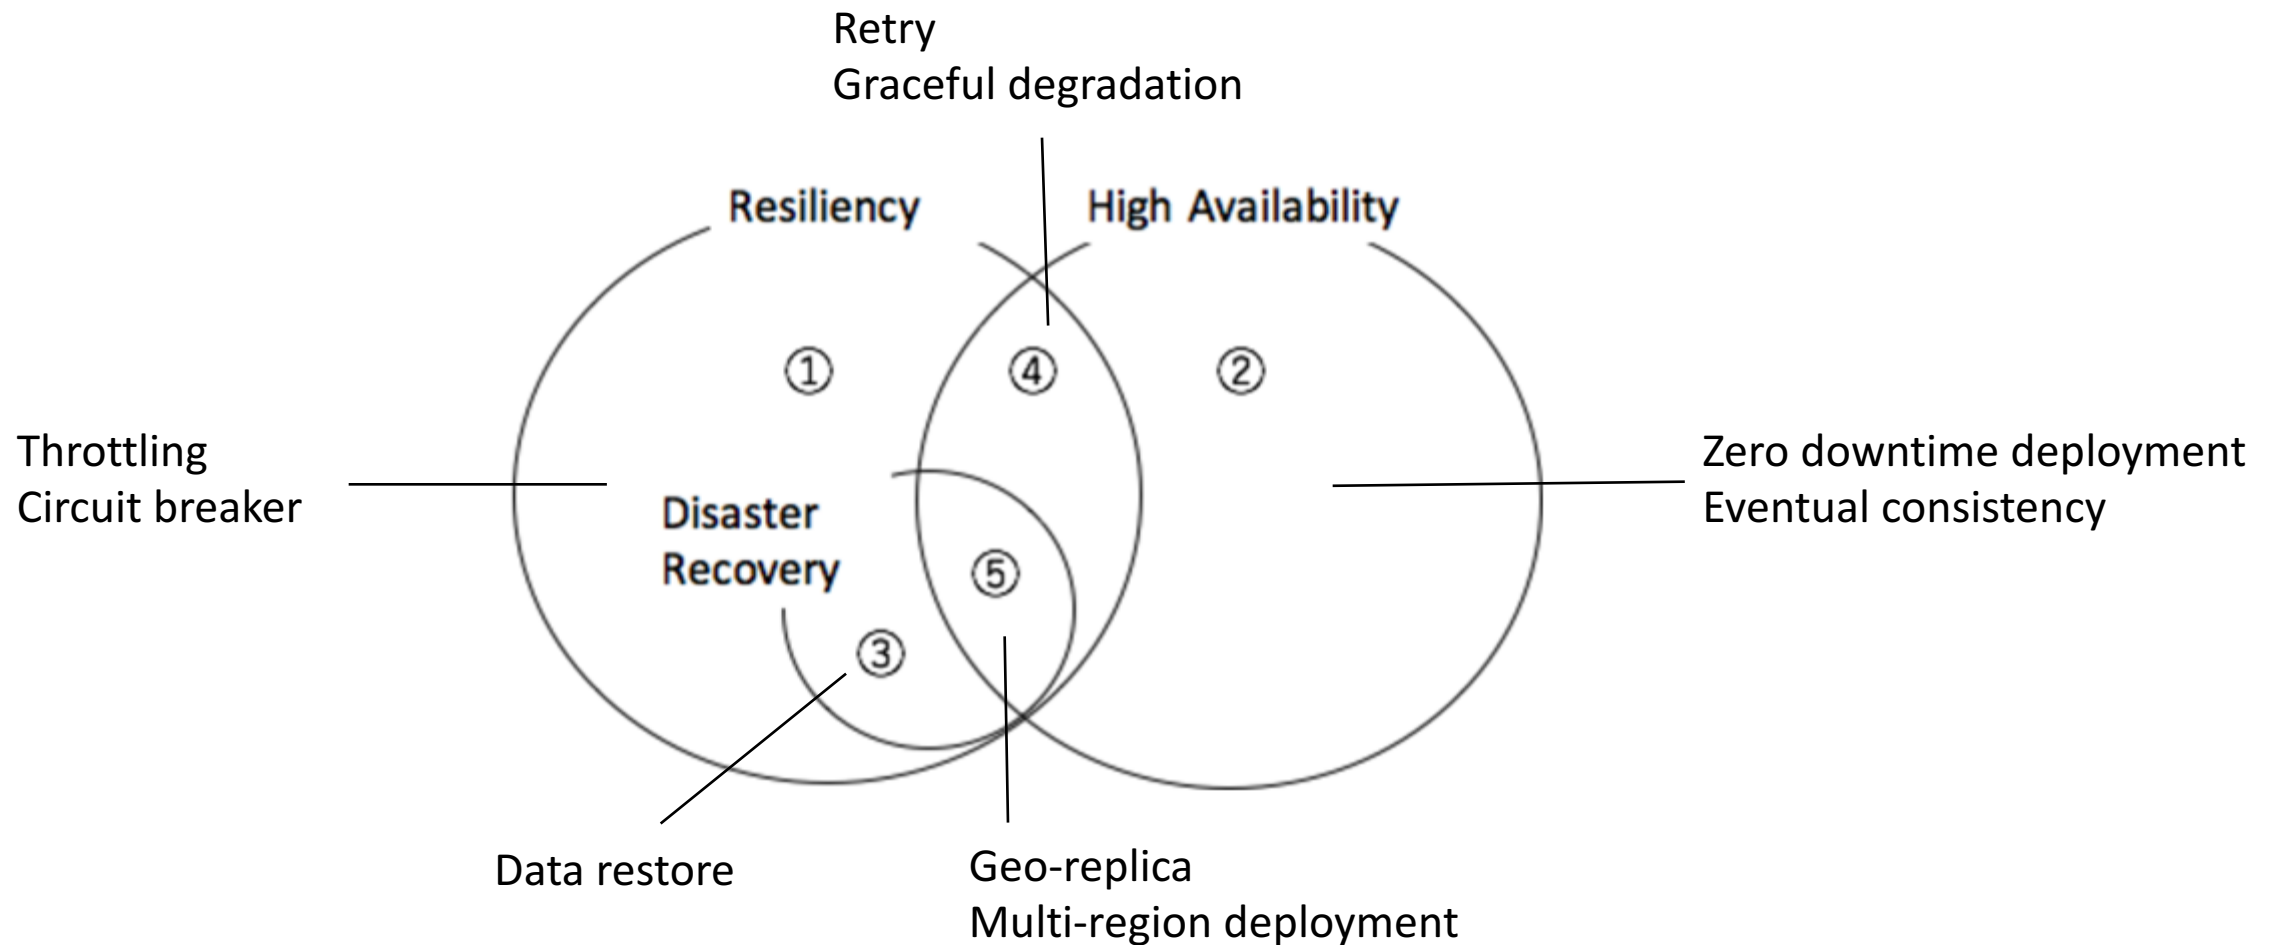 Retry
Graceful degradation
Resiliency
High Availability
①
④
②
Throttling
Circuit breaker
Zero downtime deployment
Eventual consistency
Disaster
Recovery
⑤
③
Data restore
Geo-replica
Multi-region deployment